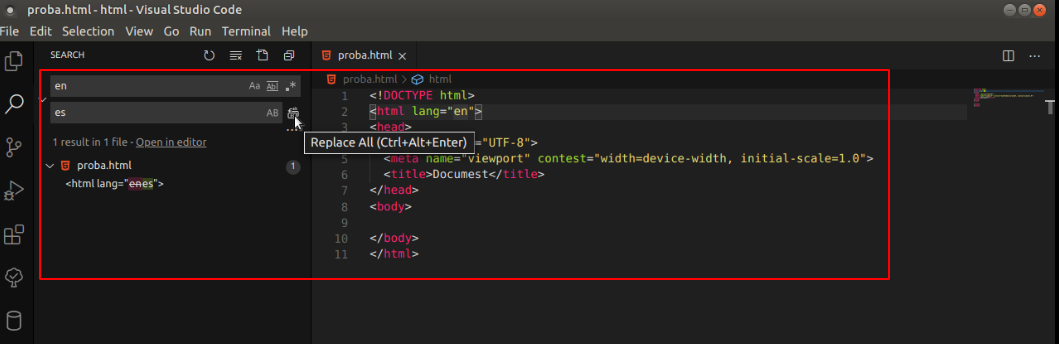 proba.html - html - Visual Studio Code
File Edit Selection View Go Run Terminal Help
SEARCH
en
Aa
Ab
.*
es
AB
1 result in 1 file - Open in editor
proba.html
1
<html lang="enes">
Replace All (Ctrl+Alt+Enter)
proba.html
proba.html > html
1 <!DOCTYPE html>
2 <html lang="en">
3 <head>
="UTF-8">
5 <meta name="viewport" contest="width=device-width, initial-scale=1.0">
6 <title>Documest</title>
7 </head>
8 <body>
9
10 </body>
11 </html>